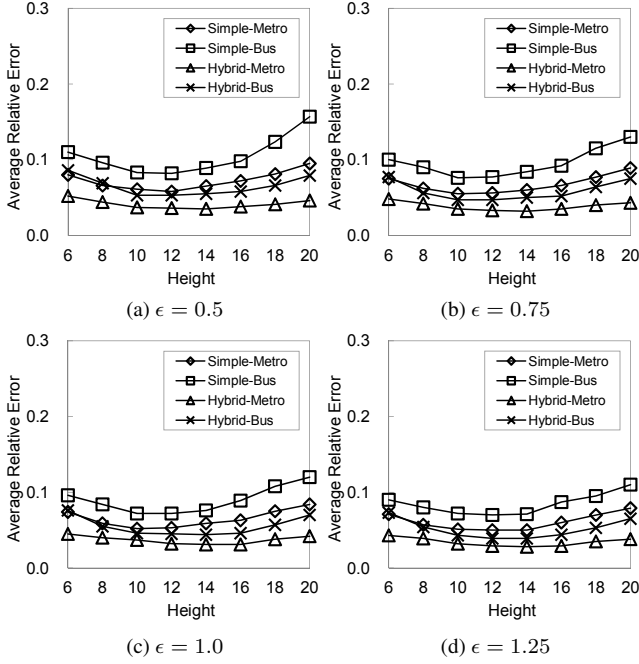 0.3
0.2
0.1
0.0
Average Relative Error
Simple-Metro
Simple-Bus
Hybrid-Metro
Hybrid-Bus
6 8 10 12 14 16 18 20
Height
(a) ϵ = 0.5
0.3
0.2
0.1
0.0
Average Relative Error
Simple-Metro
Simple-Bus
Hybrid-Metro
Hybrid-Bus
6 8 10 12 14 16 18 20
Height
(b) ϵ = 0.75
0.3
0.2
0.1
0.0
Average Relative Error
Simple-Metro
Simple-Bus
Hybrid-Metro
Hybrid-Bus
6 8 10 12 14 16 18 20
Height
(c) ϵ = 1.0
0.3
0.2
0.1
0.0
Average Relative Error
Simple-Metro
Simple-Bus
Hybrid-Metro
Hybrid-Bus
6 8 10 12 14 16 18 20
Height
(d) ϵ = 1.25